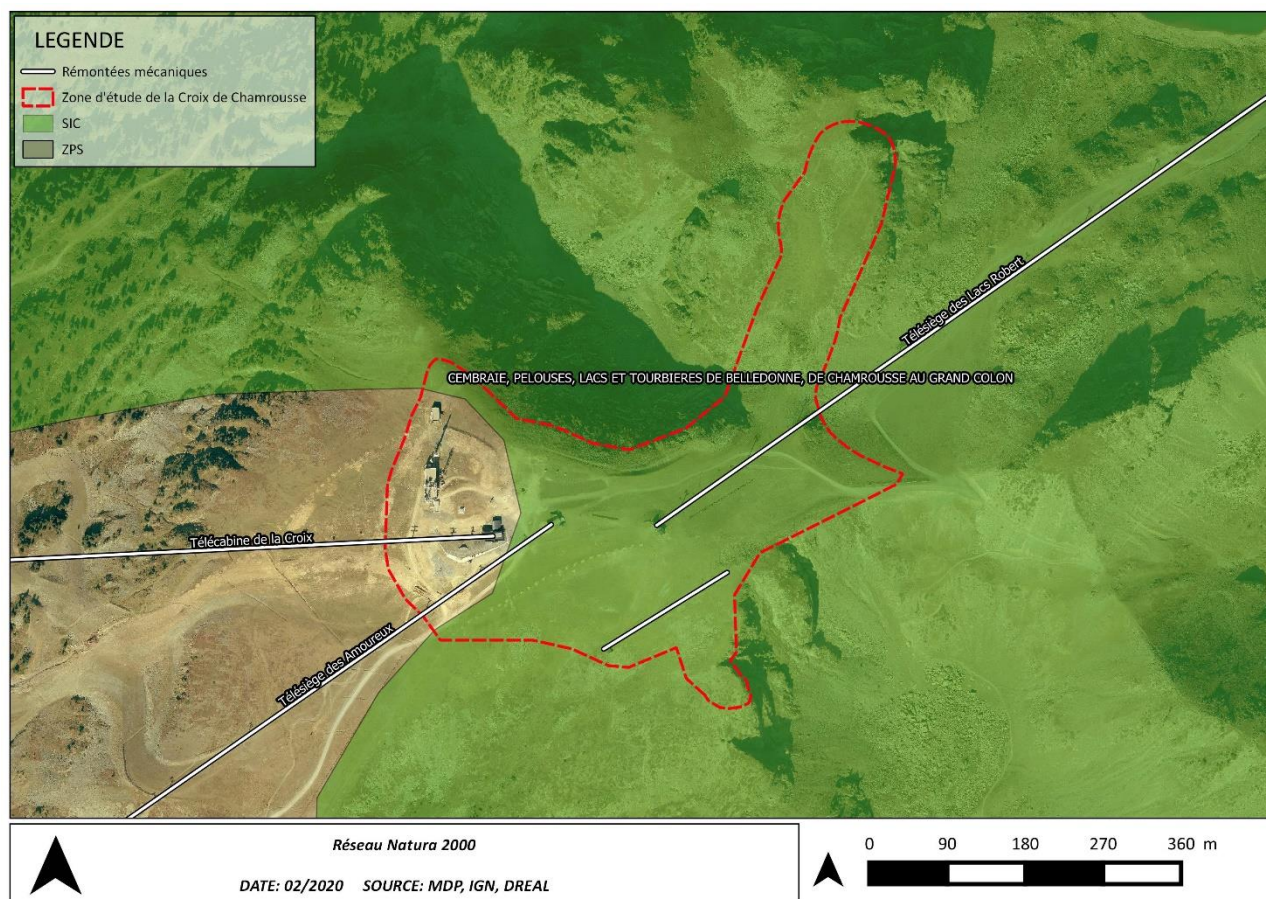 LEGENDE
Rémontées mécaniques
Zone d'étude de la Croix de Chamrousse
SIC
ZPS
Télésiège des Lacs Robert
CEMBRAIE, PELOUSES, LACS ET TOURBIERES DE BELLEDONNE, DE CHAMROUSSE AU GRAND COLON
Télécabine de la Croix
Télésiège des Amoureux
Réseau Natura 2000
DATE: 02/2020 SOURCE: MDP, IGN, DREAL
0 90 180 270 360 m